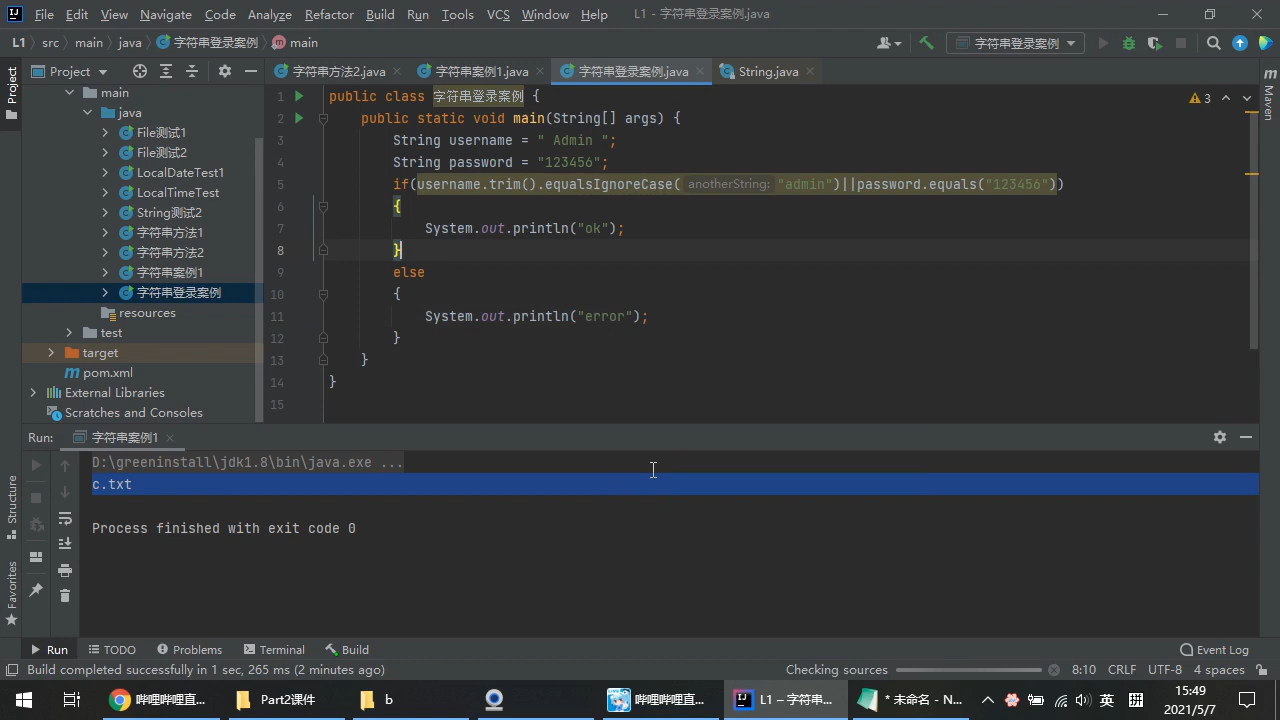 File Edit View Navigate Code Analyze Refactor Build Run Tools VCS Window Help L1 - 字符串登录案例.java
L1 src main java 字符串登录案例 main 字符串登录案例
Project 字符串方法2.java 字符串案例1.java 字符串登录案例.java String.java
Project
Maven
main
java
File测试1
File测试2
LocalDateTest1
LocalTimeTest
String测试2
字符串方法1
字符串方法2
字符串案例1
字符串登录案例
resources
test
target
pom.xml
External Libraries
Scratches and Consoles
3
1 public class 字符串登录案例 {
2 public static void main(String[] args) {
3 String username = " Admin ";
4 String password = "123456";
5 if(username.trim().equalsIgnoreCase( anotherString: "admin")||password.equals("123456"))
6 {
7 System.out.println("ok");
8 }
9 else
10 {
11 System.out.println("error");
12 }
13 }
14 }
15
Run: 字符串案例1
D:\greeninstall\jdk1.8\bin\java.exe ...
c.txt
Process finished with exit code 0
Structure
Favorites
Run TODO Problems Terminal Build Event Log
Build completed successfully in 1 sec, 265 ms (2 minutes ago) Checking sources 8:10 CRLF UTF-8 4 spaces
哔哩哔哩直... Part2课件 b 哔哩哔哩直... L1 – 字符串... * 未命名 - N... 英 拼 15:49
2021/5/7